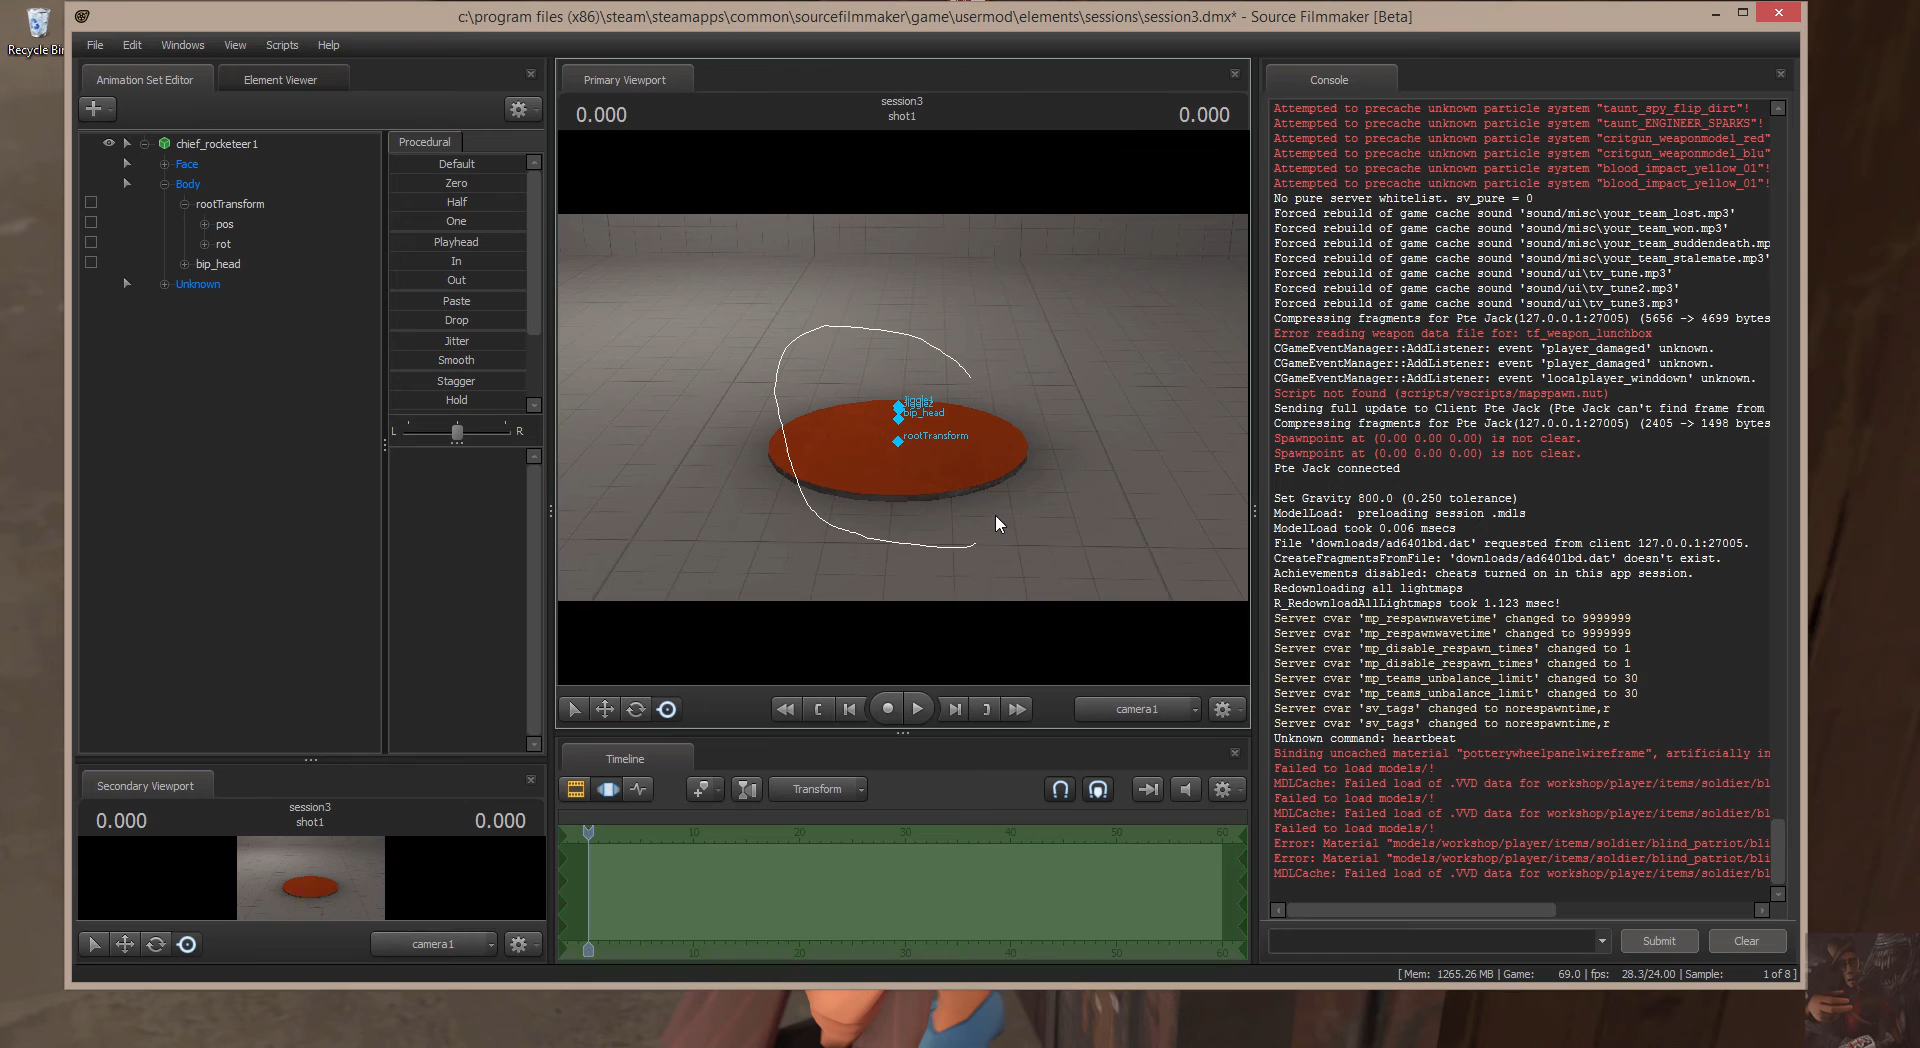 Recycle Bin
c:\program files (x86)\steam\steamapps\common\sourcefilmmaker\game\usermod\elements\sessions\session3.dmx* - Source Filmmaker [Beta]
File Edit Windows View Scripts Help
Animation Set Editor
Element Viewer
chief_rocketeer1
Face
Body
rootTransform
pos
rot
bip_head
Unknown
Procedural
Default
Zero
Half
One
Playhead
In
Out
Paste
Drop
Jitter
Smooth
Stagger
Hold
L R
Secondary Viewport
session3
0.000 shot1 0.000
camera1
Primary Viewport
session3
0.000 shot1 0.000
bip_head
rootTransform
camera1
Timeline
Transform
10 20 30 40 50 60
10 20 30 40 50 60
Console
Attempted to precache unknown particle system "taunt_spy_flip_dirt"!
Attempted to precache unknown particle system "taunt_ENGINEER_SPARKS"!
Attempted to precache unknown particle system "critgun_weaponmodel_red"
Attempted to precache unknown particle system "critgun_weaponmodel_blu"
Attempted to precache unknown particle system "blood_impact_yellow_01"!
Attempted to precache unknown particle system "blood_impact_yellow_01"!
No pure server whitelist. sv_pure = 0
Forced rebuild of game cache sound 'sound/misc\your_team_lost.mp3'
Forced rebuild of game cache sound 'sound/misc\your_team_won.mp3'
Forced rebuild of game cache sound 'sound/misc\your_team_suddendeath.mp
Forced rebuild of game cache sound 'sound/misc\your_team_stalemate.mp3'
Forced rebuild of game cache sound 'sound/ui\tv_tune.mp3'
Forced rebuild of game cache sound 'sound/ui\tv_tune2.mp3'
Forced rebuild of game cache sound 'sound/ui\tv_tune3.mp3'
Compressing fragments for Pte Jack(127.0.0.1:27005) (5656 -> 4699 bytes
Error reading weapon data file for: tf_weapon_lunchbox
CGameEventManager::AddListener: event 'player_damaged' unknown.
CGameEventManager::AddListener: event 'player_damaged' unknown.
CGameEventManager::AddListener: event 'localplayer_winddown' unknown.
Script not found (scripts/vscripts/mapspawn.nut)
Sending full update to Client Pte Jack (Pte Jack can't find frame from
Compressing fragments for Pte Jack(127.0.0.1:27005) (2405 -> 1498 bytes
Spawnpoint at (0.00 0.00 0.00) is not clear.
Spawnpoint at (0.00 0.00 0.00) is not clear.
Pte Jack connected
Set Gravity 800.0 (0.250 tolerance)
ModelLoad:  preloading session .mdls
ModelLoad took 0.006 msecs
File 'downloads/ad6401bd.dat' requested from client 127.0.0.1:27005.
CreateFragmentsFromFile: 'downloads/ad6401bd.dat' doesn't exist.
Achievements disabled: cheats turned on in this app session.
Redownloading all lightmaps
R_RedownloadAllLightmaps took 1.123 msec!
Server cvar 'mp_respawnwavetime' changed to 9999999
Server cvar 'mp_respawnwavetime' changed to 9999999
Server cvar 'mp_disable_respawn_times' changed to 1
Server cvar 'mp_disable_respawn_times' changed to 1
Server cvar 'mp_teams_unbalance_limit' changed to 30
Server cvar 'mp_teams_unbalance_limit' changed to 30
Server cvar 'sv_tags' changed to norespawntime,r
Server cvar 'sv_tags' changed to norespawntime,r
Unknown command: heartbeat
Binding uncached material "potterywheelpanelwireframe", artificially in
Failed to load models/!
MDLCache: Failed load of .VVD data for workshop/player/items/soldier/bl
Failed to load models/!
MDLCache: Failed load of .VVD data for workshop/player/items/soldier/bl
Failed to load models/!
Error: Material "models/workshop/player/items/soldier/blind_patriot/bli
Error: Material "models/workshop/player/items/soldier/blind_patriot/bli
MDLCache: Failed load of .VVD data for workshop/player/items/soldier/bl
Submit Clear
[ Mem: 1265.26 MB | Game: 69.0 | fps: 28.3/24.00 | Sample: 1 of 8 ]